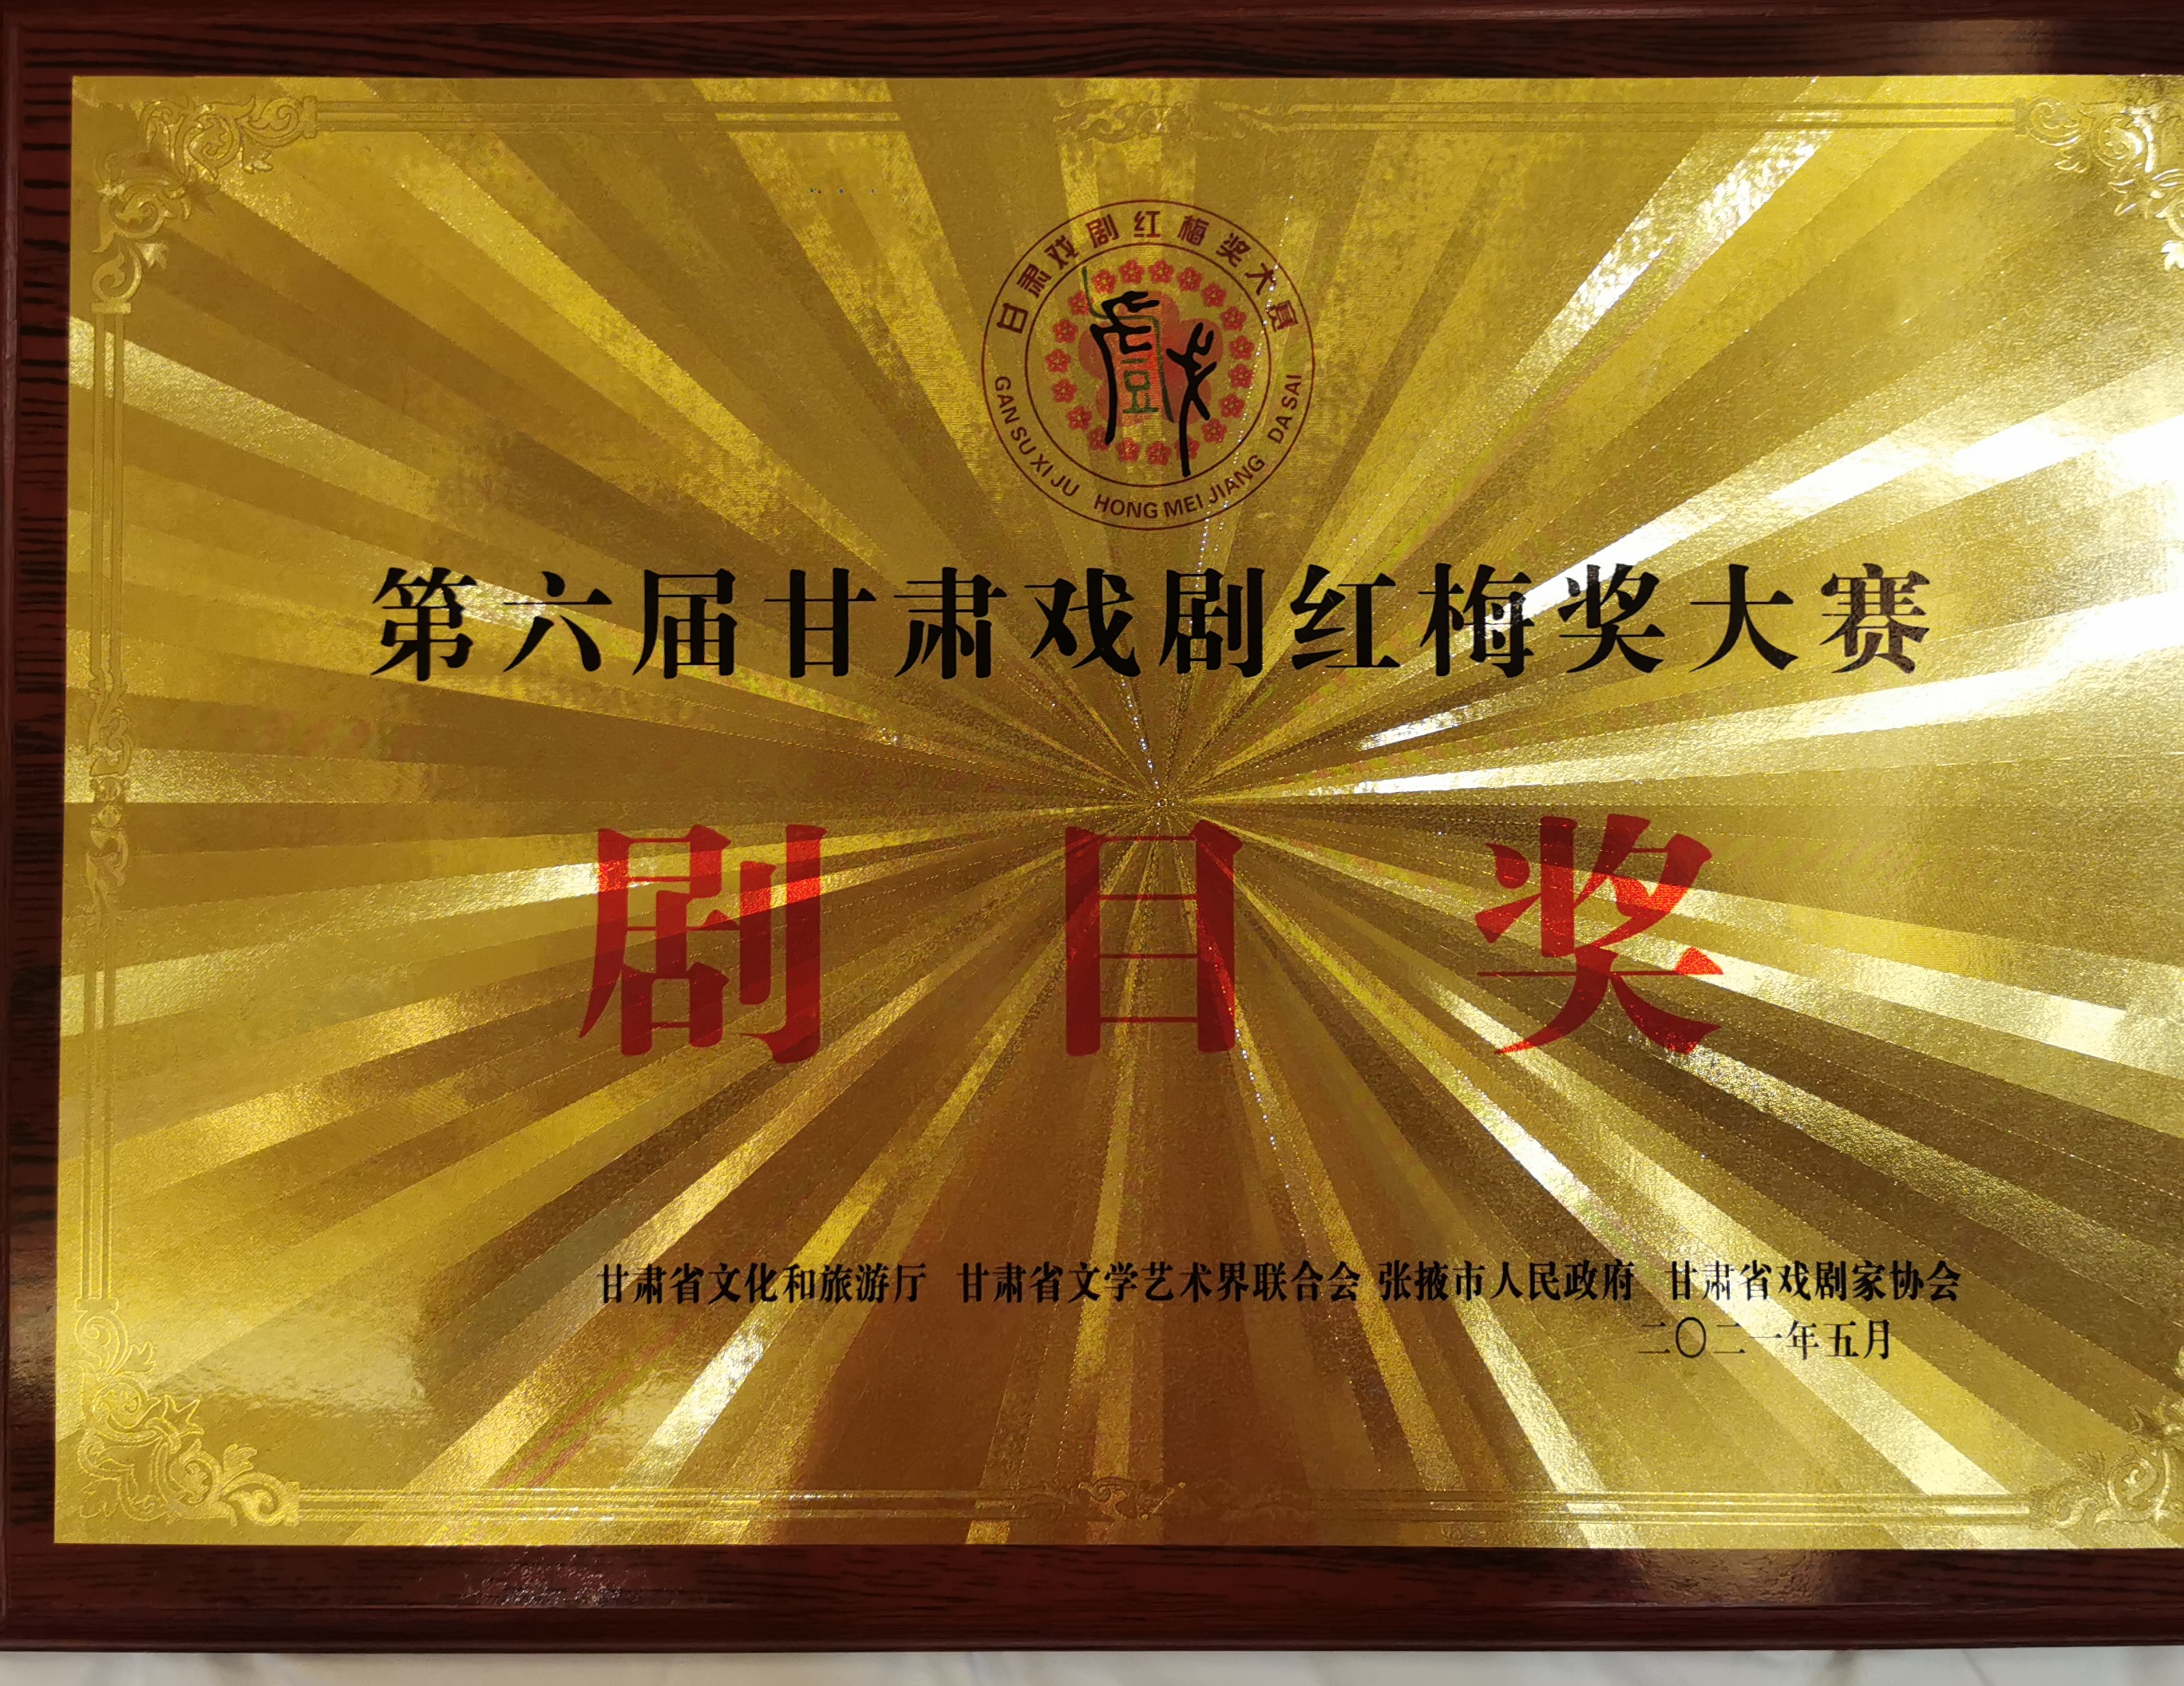 甘肃戏剧红梅奖大赛
戲
GAN SU XI JU HONG MEI JIANG DA SAI
第六届甘肃戏剧红梅奖大赛
剧目奖
甘肃省文化和旅游厅 甘肃省文学艺术界联合会 张掖市人民政府 甘肃省戏剧家协会
二〇二一年五月